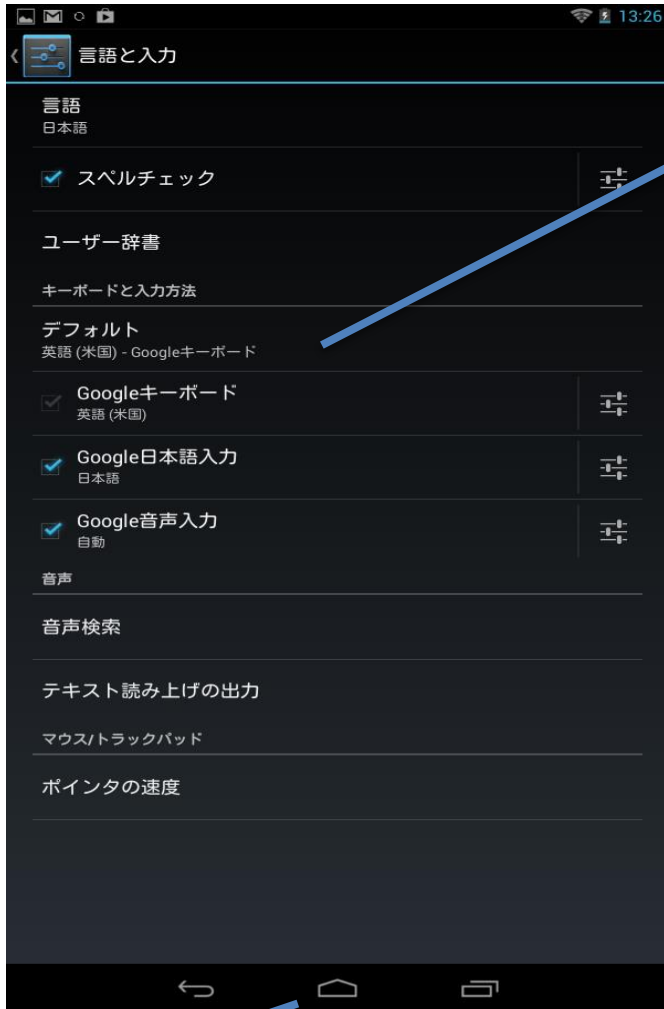 13:26
言語と入力
言語
日本語
スペルチェック
ユーザー辞書
キーボードと入力方法
デフォルト
英語 (米国) - Googleキーボード
Googleキーボード
英語 (米国)
Google日本語入力
日本語
Google音声入力
自動
音声
音声検索
テキスト読み上げの出力
マウス/トラックパッド
ポインタの速度